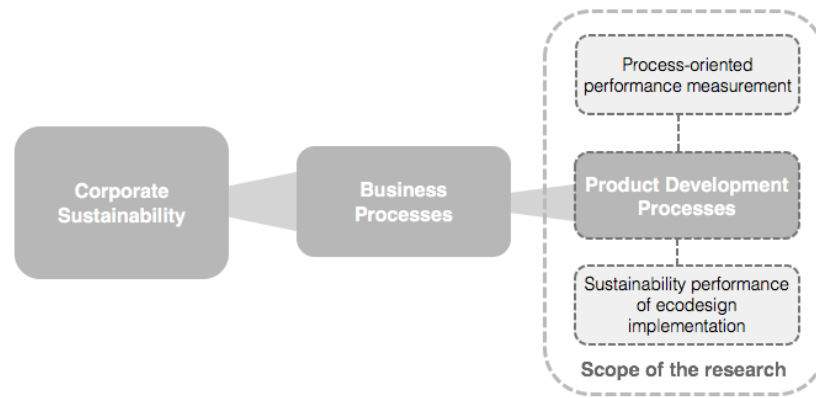 Corporate
Sustainability
Business
Processes
Process-oriented
performance measurement
Product Development
Processes
Sustainability performance
of ecodesign
implementation
Scope of the research